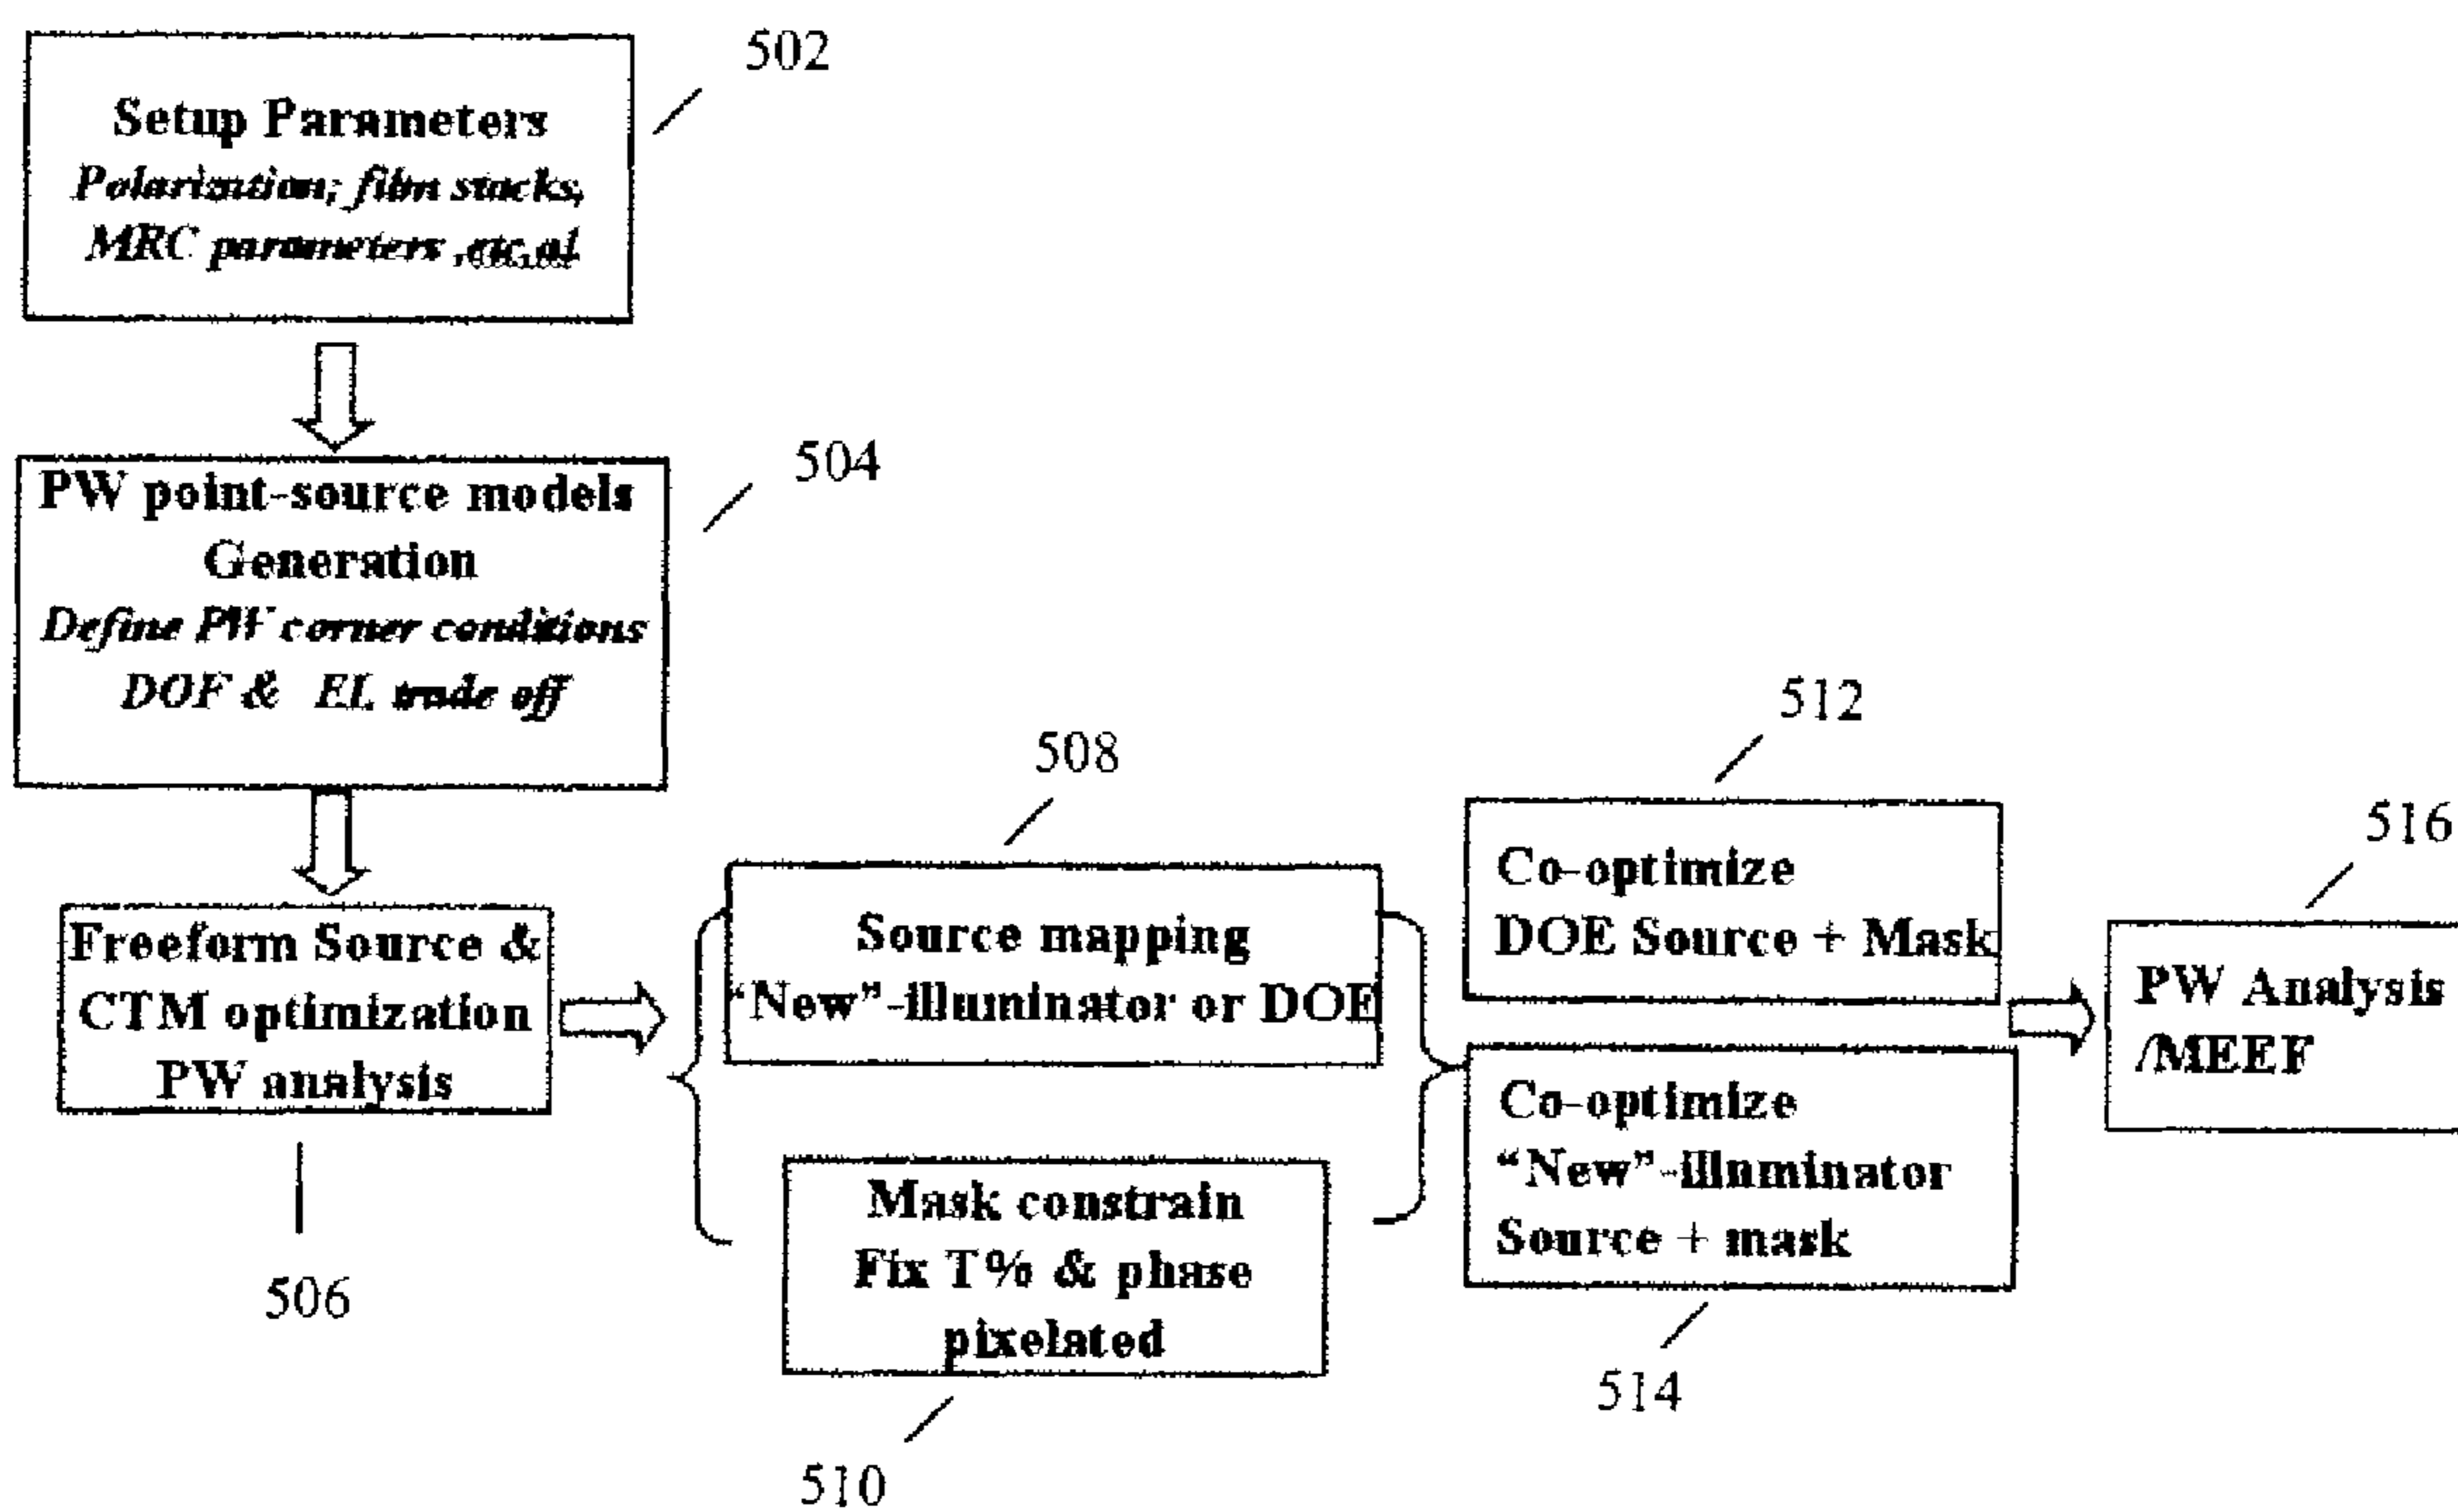 502
Setup Parameters
Polarization; film stacks,
MRC parameters ,etc.al
504
PW point-source models
Generation
Define PW corner conditions
DOF & EL trade off
506
Freeform Source &
CTM optimization
PW analysis
508
Source mapping
"New"-illuminator or DOE
510
Mask constrain
Fix T% & phase
pixelated
512
Co-optimize
DOE Source + Mask
514
Co-optimize
"New"-illuminator
Source + mask
516
PW Analysis
/MEEF